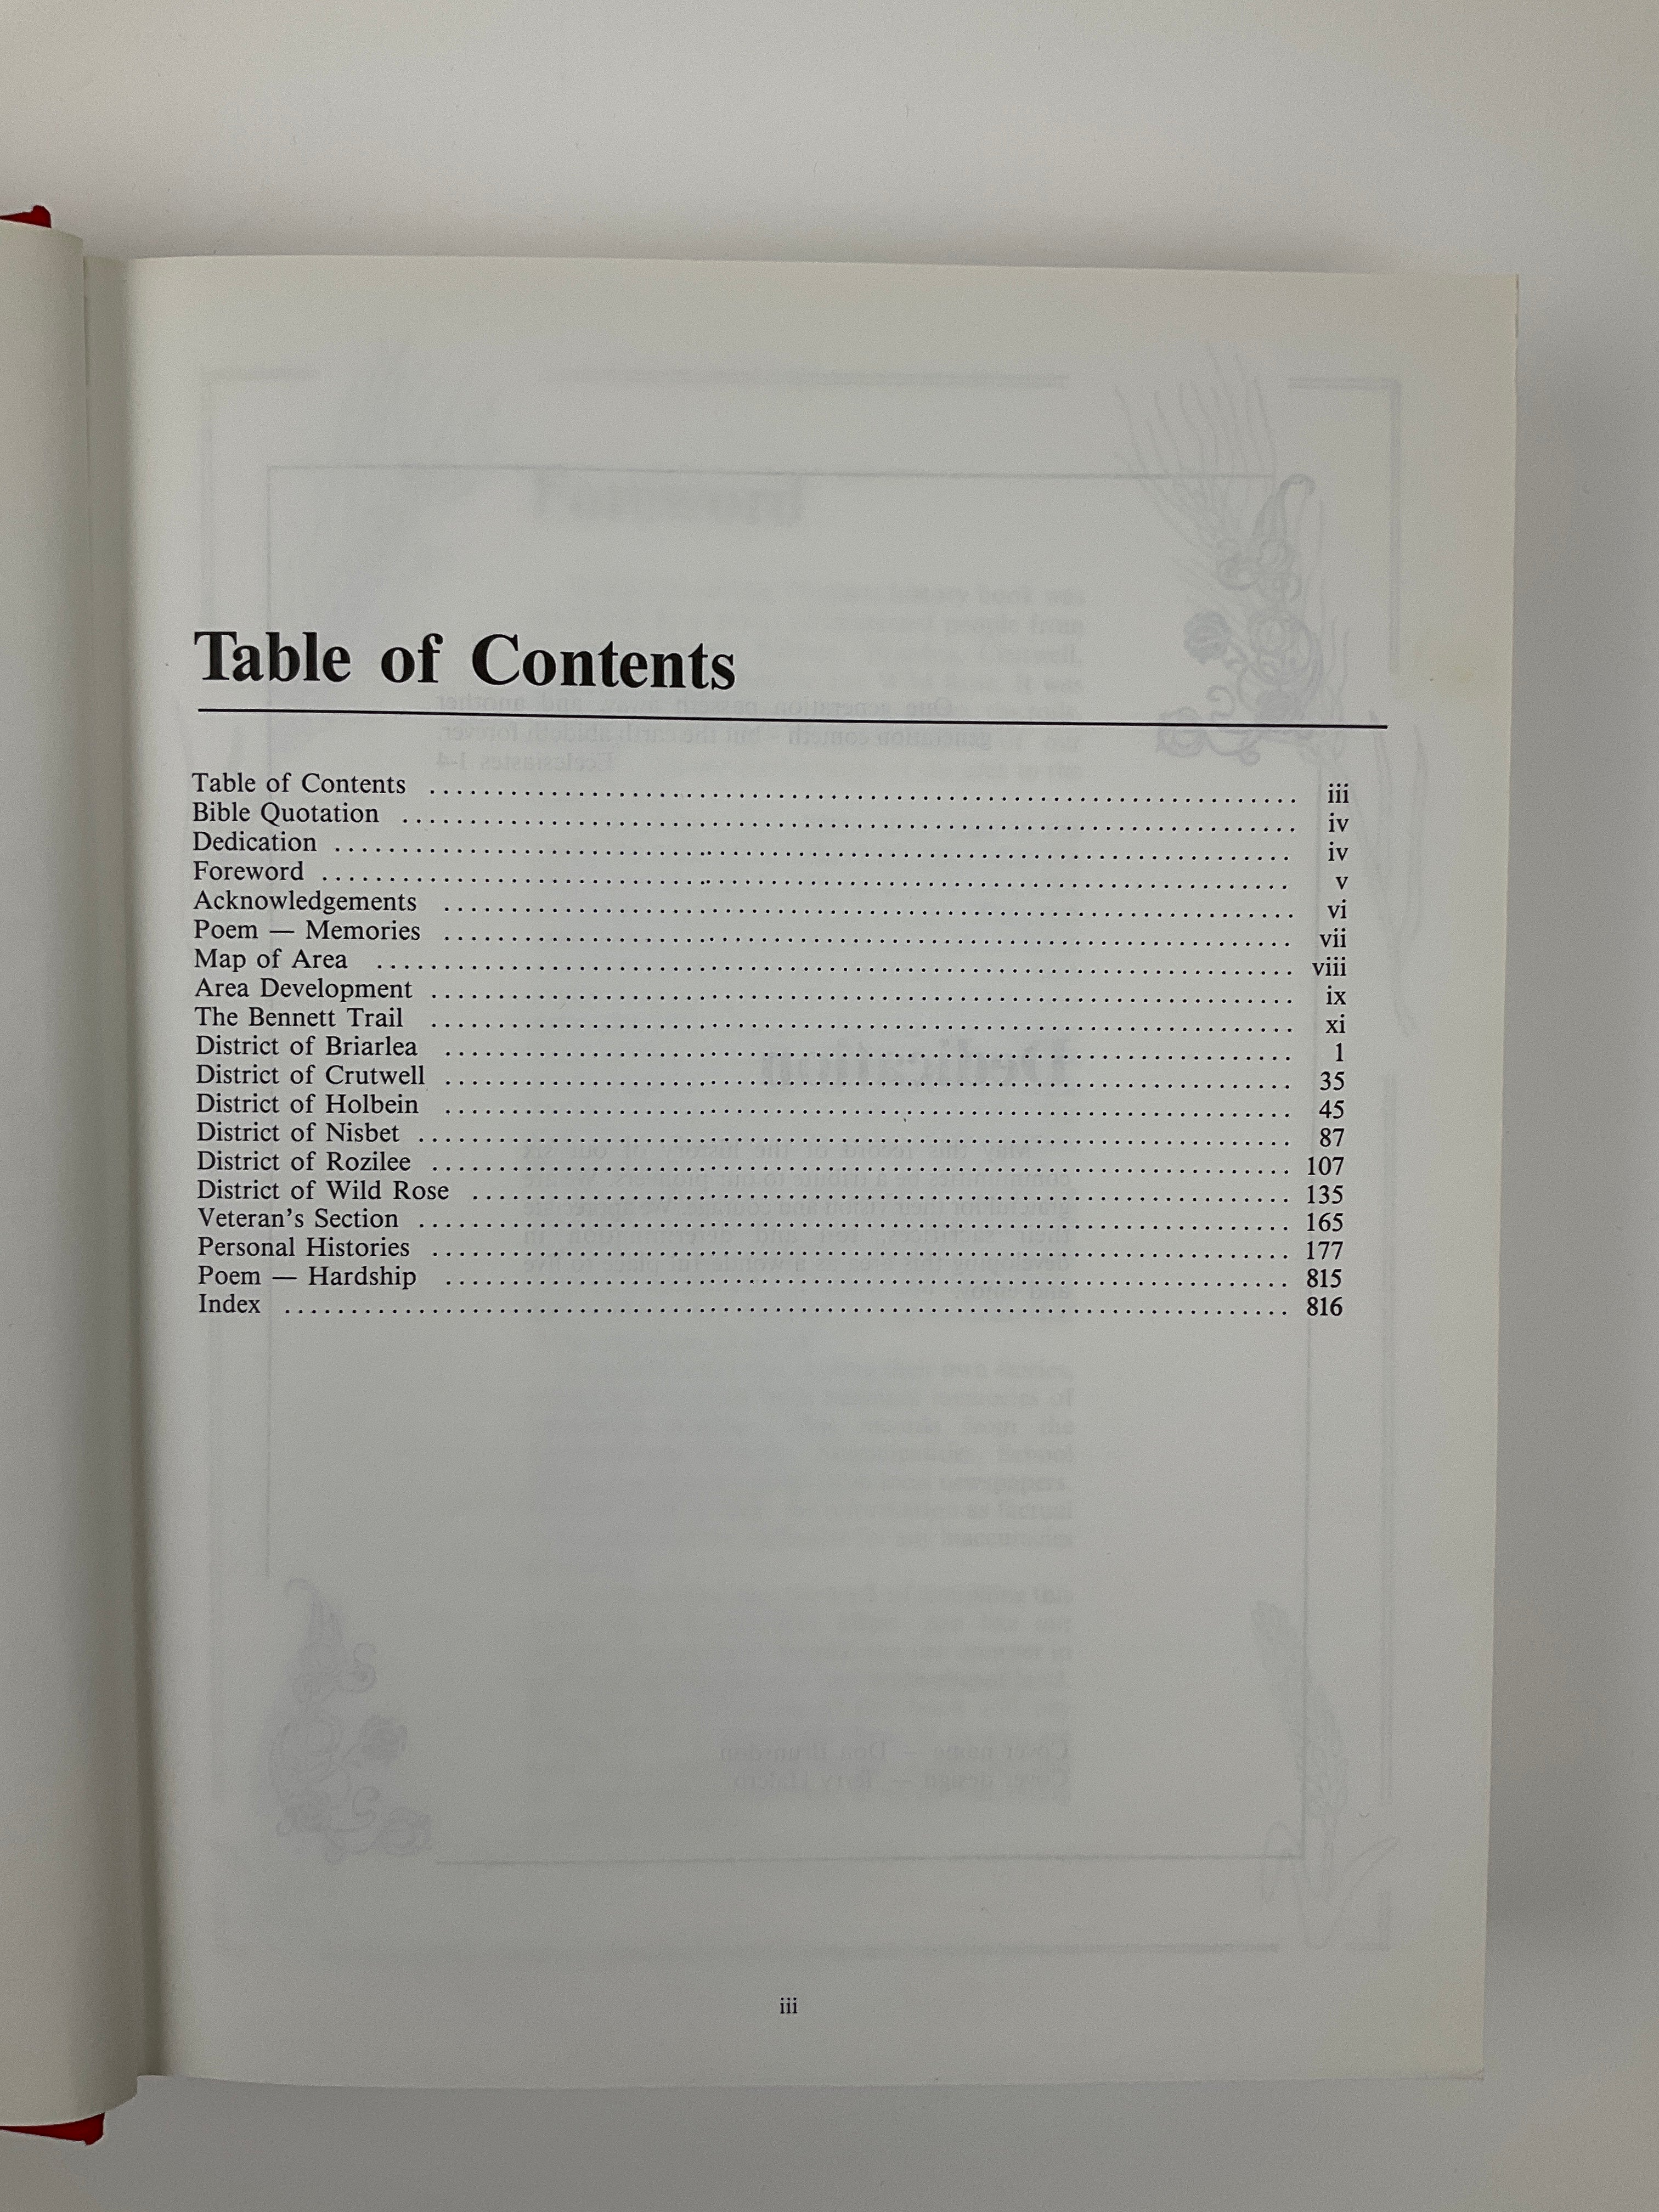 Table of Contents
Table of Contents ........ iii
Bible Quotation ........ iv
Dedication ........ iv
Foreword ........ v
Acknowledgements ........ vi
Poem — Memories ........ vii
Map of Area ........ viii
Area Development ........ ix
The Bennett Trail ........ xi
District of Briarlea ........ 1
District of Crutwell ........ 35
District of Holbein ........ 45
District of Nisbet ........ 87
District of Rozilee ........ 107
District of Wild Rose ........ 135
Veteran's Section ........ 165
Personal Histories ........ 177
Poem — Hardship ........ 815
Index ........ 816
iii